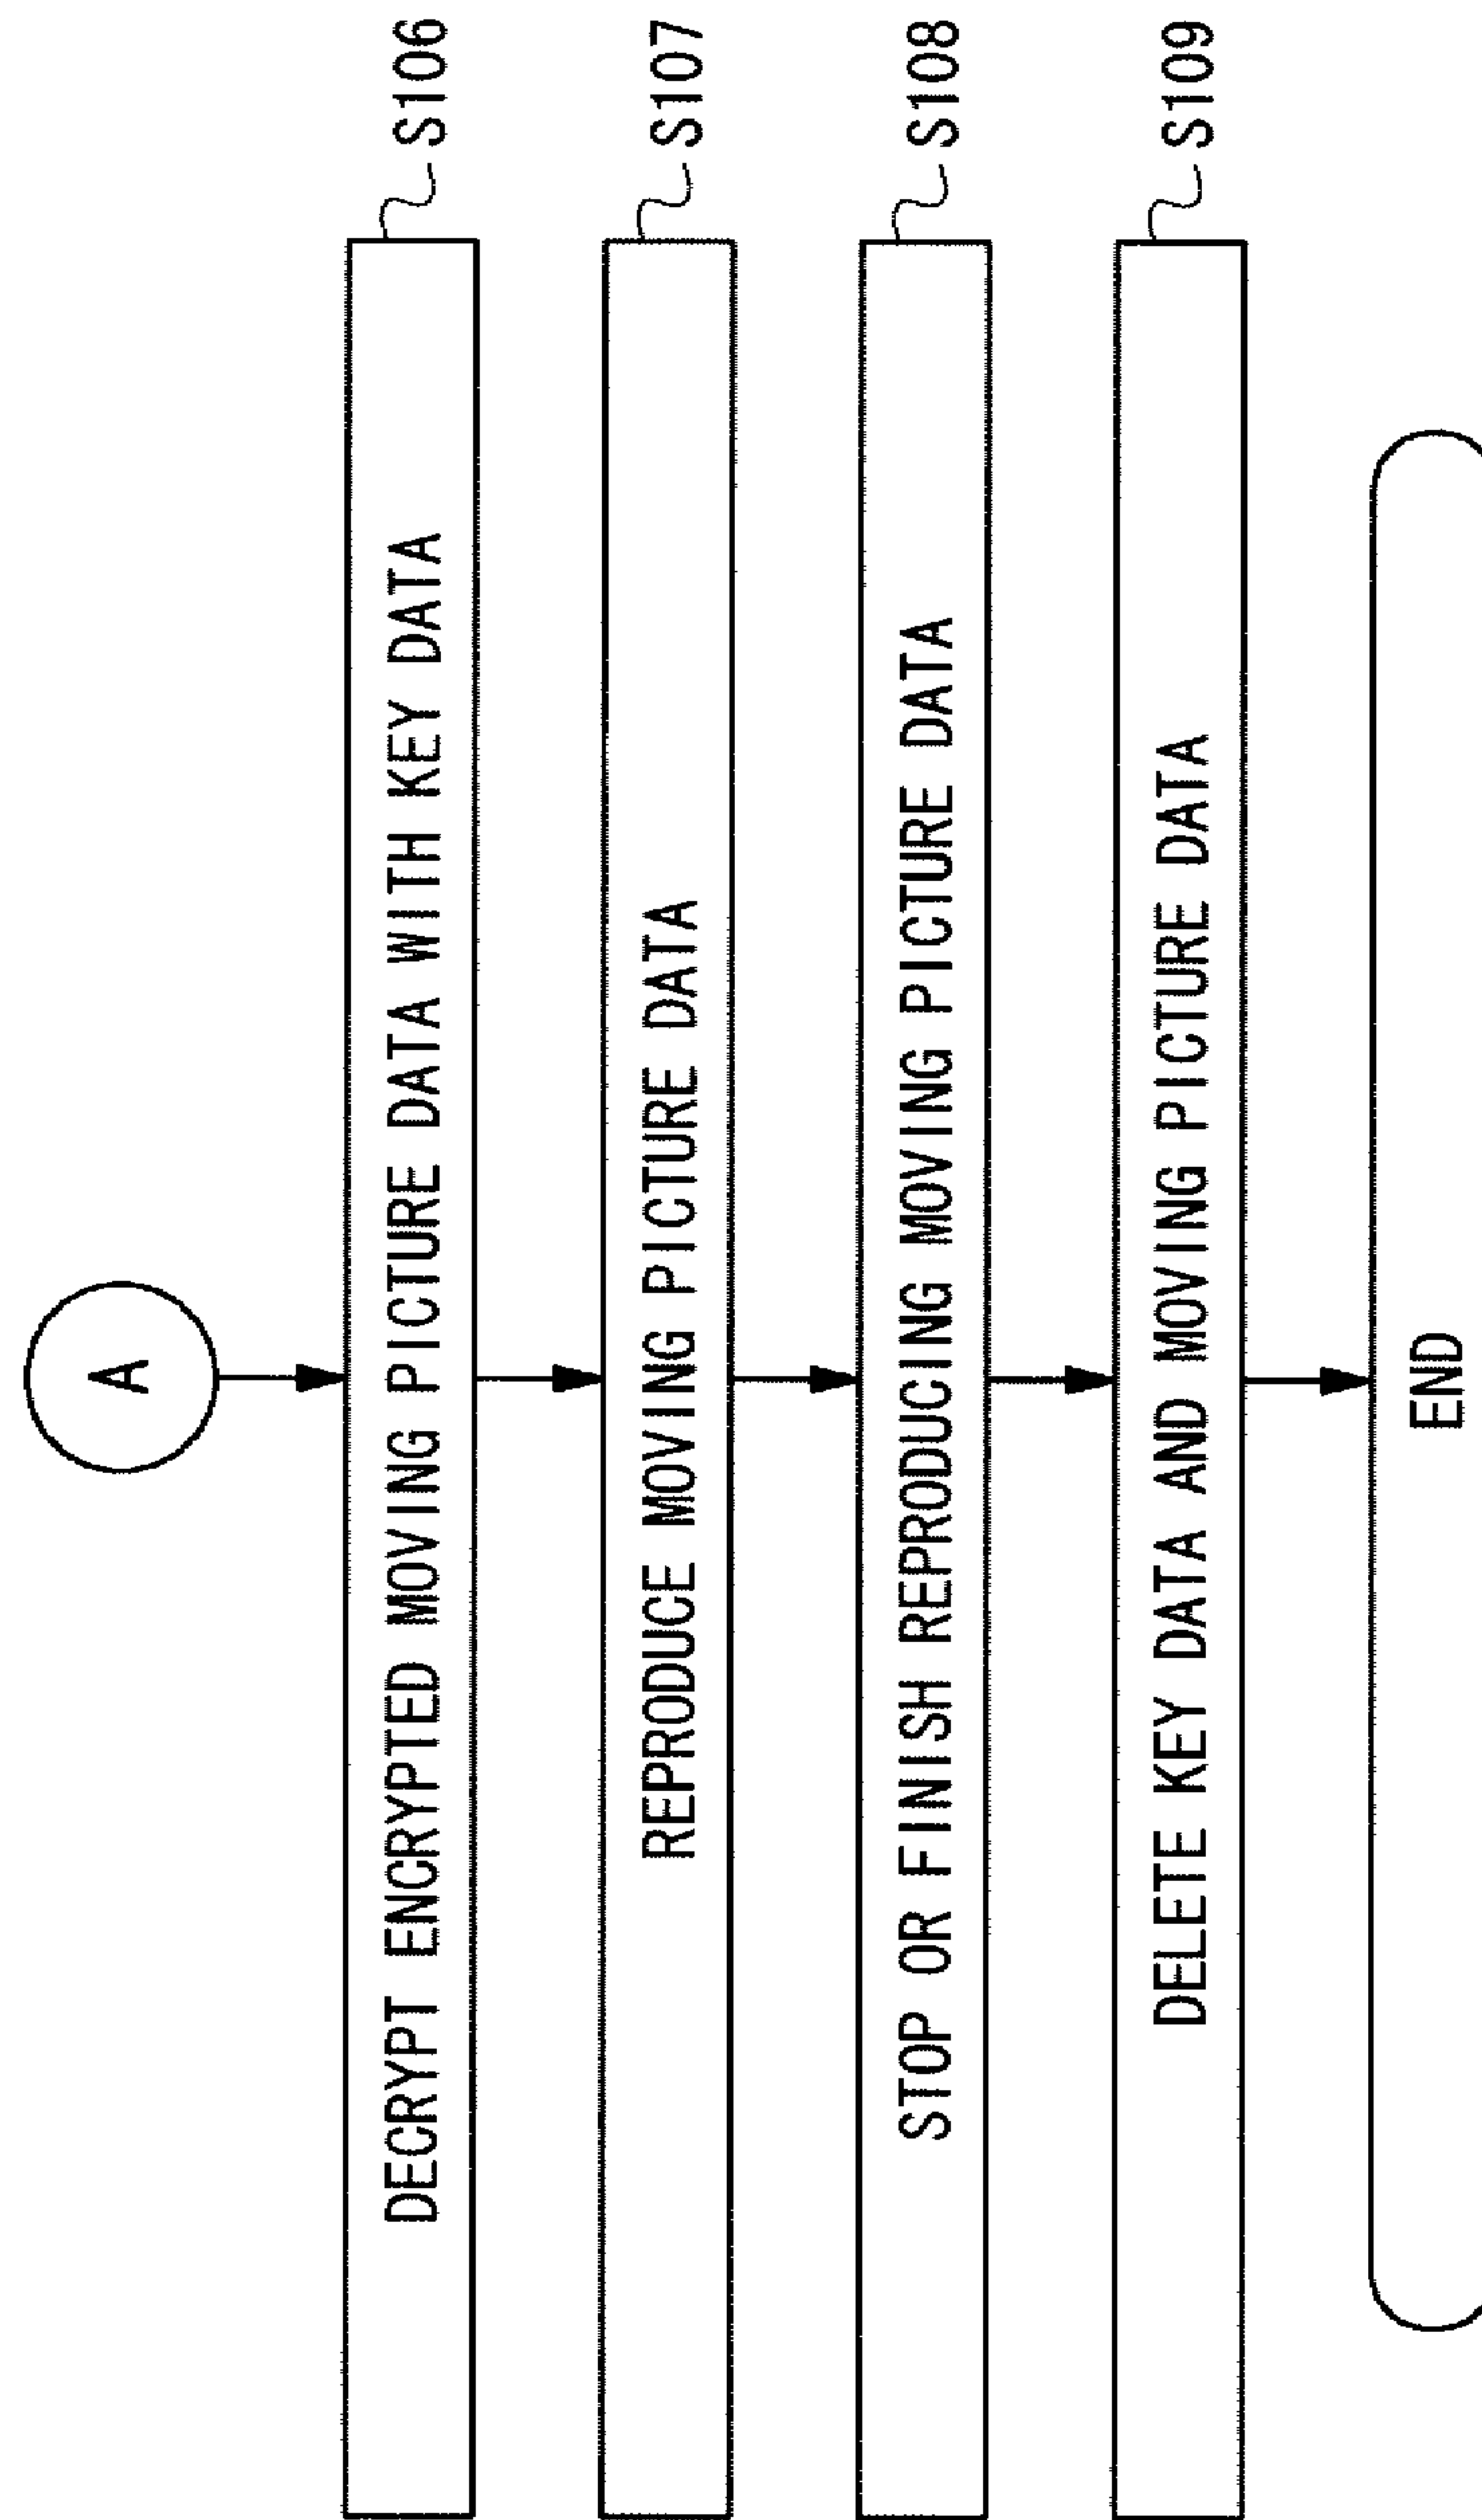 A
DECRYPT ENCRYPTED MOVING PICTURE DATA WITH KEY DATA
S106
REPRODUCE MOVING PICTURE DATA
S107
STOP OR FINISH REPRODUCING MOVING PICTURE DATA
S108
DELETE KEY DATA AND MOVING PICTURE DATA
S109
END